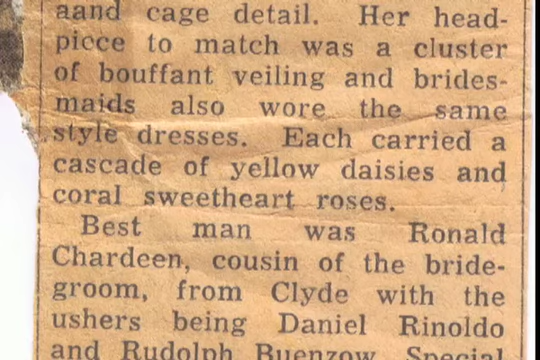 aand cage detail. Her head-
piece to match was a cluster
of bouffant veiling and brides-
maids also wore the same
style dresses. Each carried a
cascade of yellow daisies and
coral sweetheart roses.
Best man was Ronald
Chardeen, cousin of the bride-
groom, from Clyde with the
ushers being Daniel Rinoldo
and Rudolph Buenzow. Special